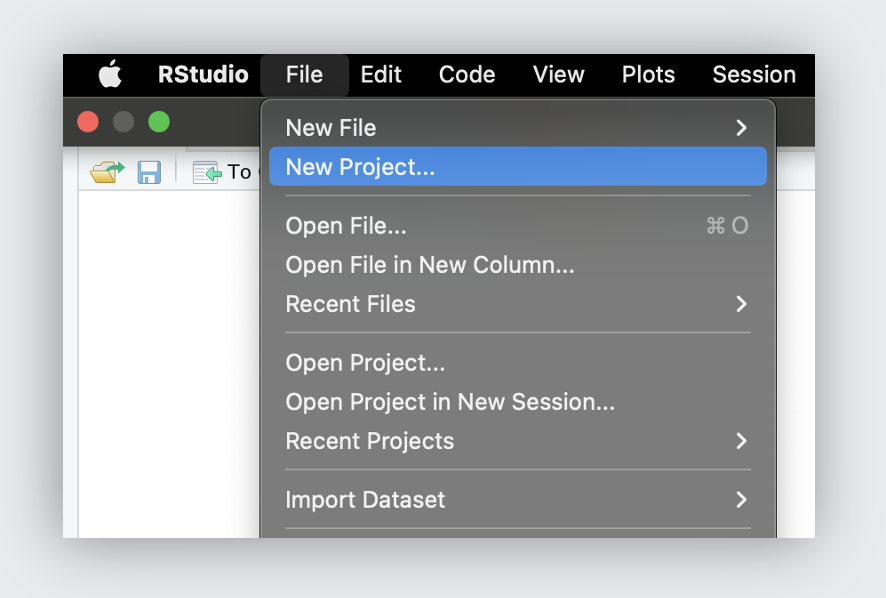 RStudio File Edit Code View Plots Session
New File
New Project...
To
Open File... ⌘ O
Open File in New Column...
Recent Files
Open Project...
Open Project in New Session...
Recent Projects
Import Dataset